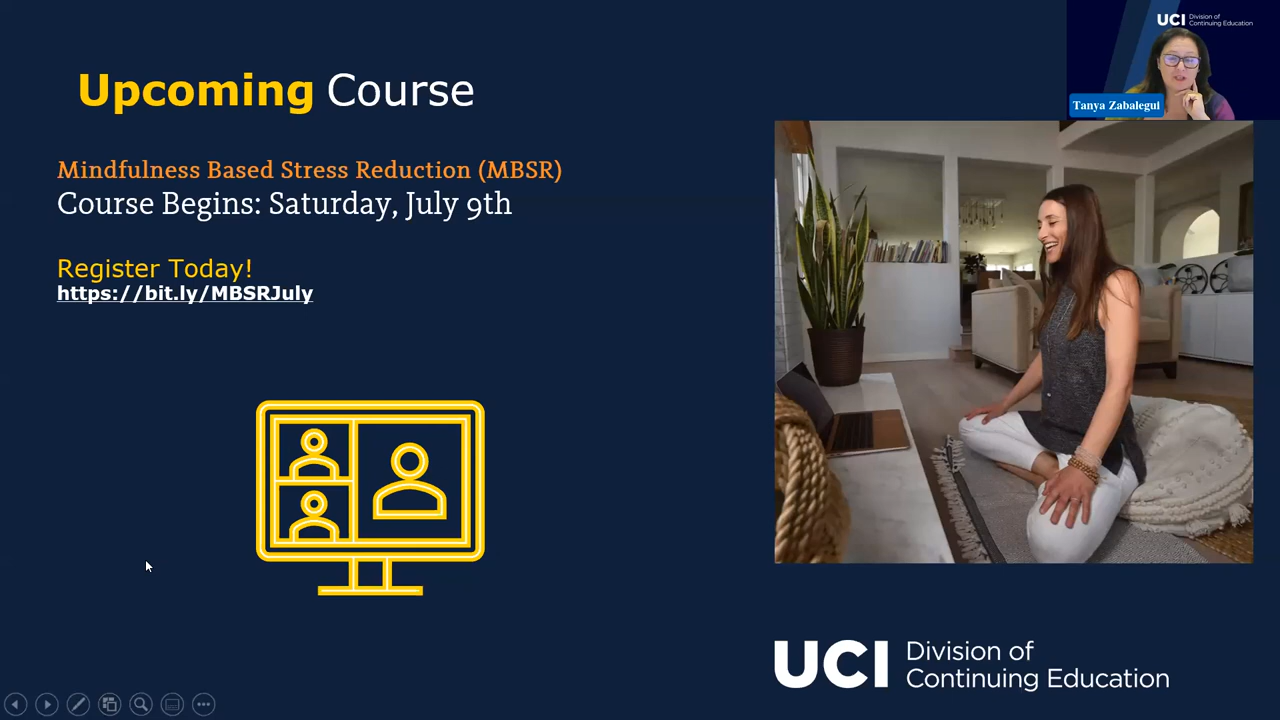 UCI Division of
Continuing Education
Upcoming Course
Tanya Zabalegui
Mindfulness Based Stress Reduction (MBSR)
Course Begins: Saturday, July 9th
Register Today!
https://bit.ly/MBSRJuly
UCI Division of
Continuing Education